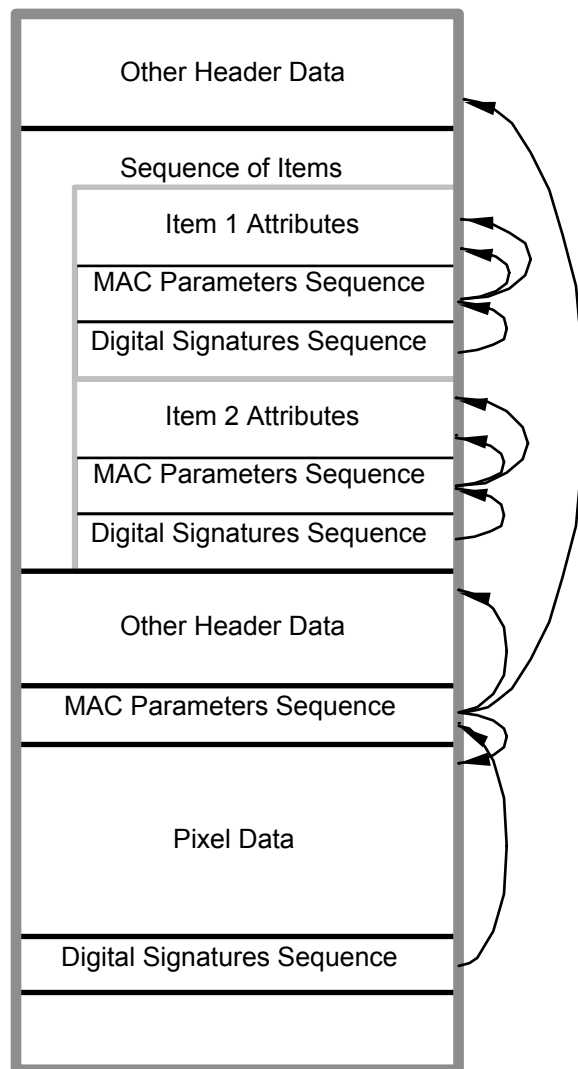 Other Header Data
Sequence of Items
Item 1 Attributes
MAC Parameters Sequence
Digital Signatures Sequence
Item 2 Attributes
MAC Parameters Sequence
Digital Signatures Sequence
Other Header Data
MAC Parameters Sequence
Pixel Data
Digital Signatures Sequence